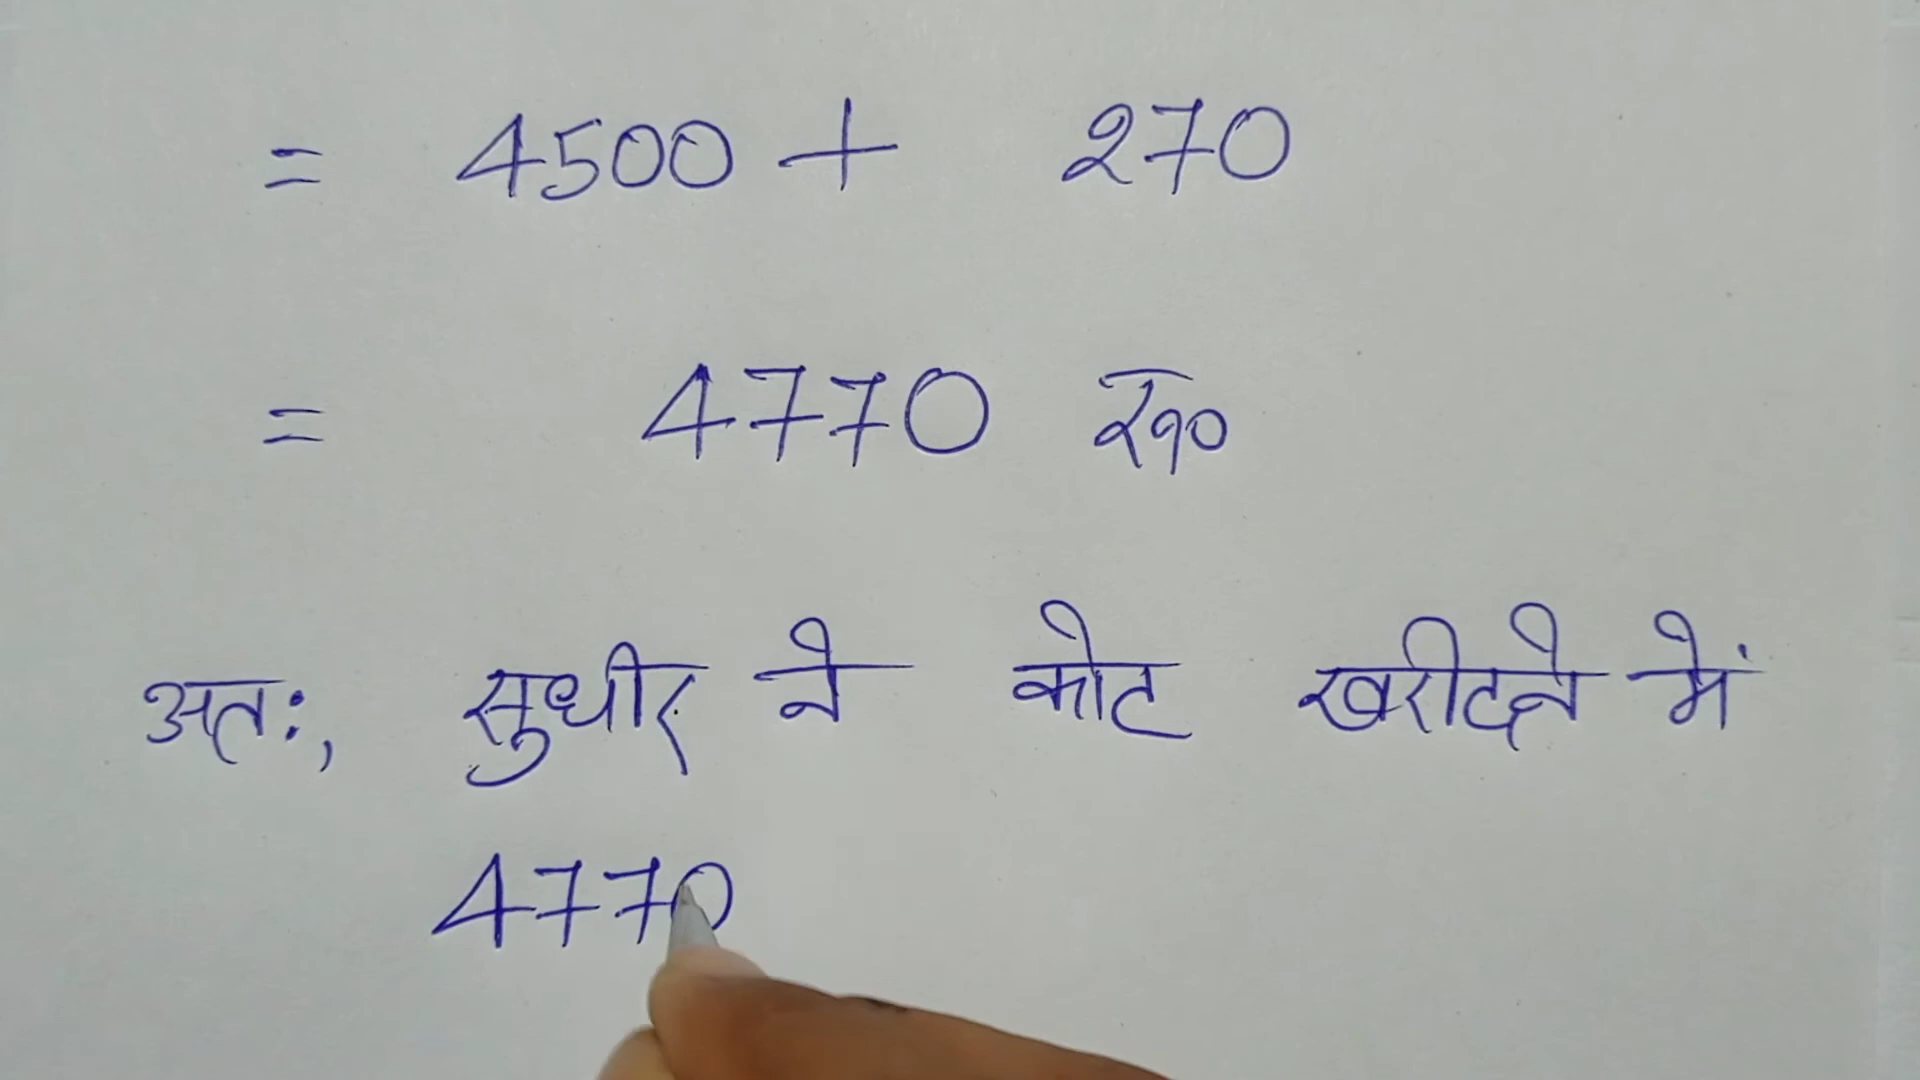 = 4500 + 270
= 4770 रू०
अतः, सुधीर ने कोट खरीदने में
4770